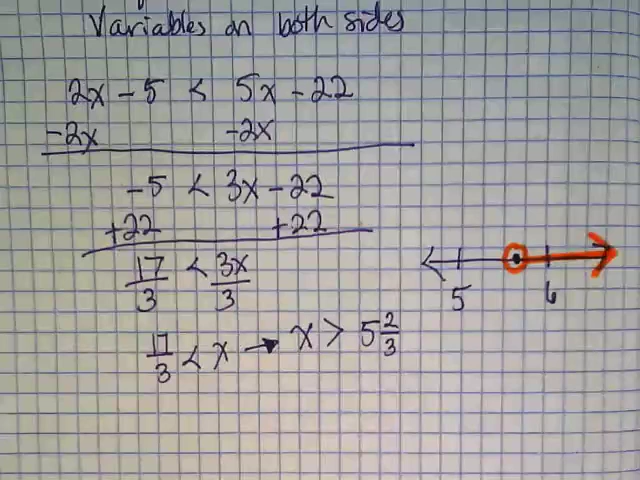 Variables on both sides
2x - 5 < 5x - 22
-2x -2x
-5 < 3x - 22
+22 +22
17/3 < 3x/3
17/3 < x → x > 5 2/3
5 6